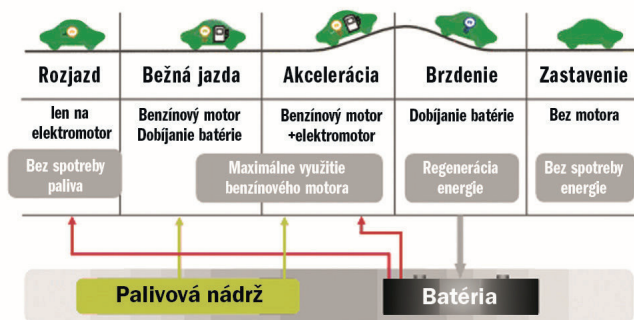 Rozjazd
Bežná jazda
Akcelerácia
Brzdenie
Zastavenie
len na
elektromotor
Benzínový motor
Dobíjanie batérie
Benzínový motor
+elektromotor
Dobíjanie batérie
Bez motora
Bez spotreby
paliva
Maximálne využitie
benzínového motora
Regenerácia
energie
Bez spotreby
energie
Palivová nádrž
Batéria